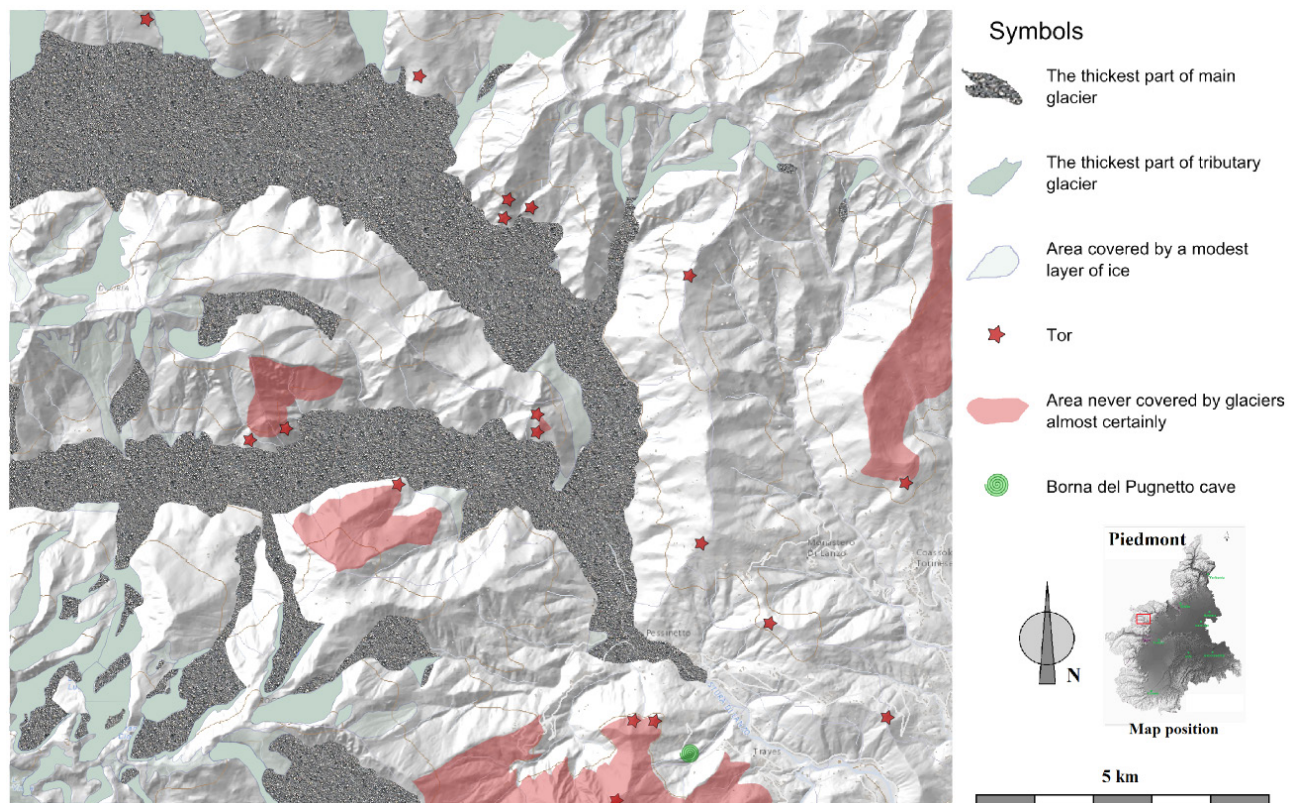 Symbols
The thickest part of main
glacier
The thickest part of tributary
glacier
Area covered by a modest
layer of ice
Tor
Area never covered by glaciers
almost certainly
Borna del Pugnetto cave
Piedmont
N
Map position
5 km
Monastero
Di Lanzo
Pessinetto
Traves